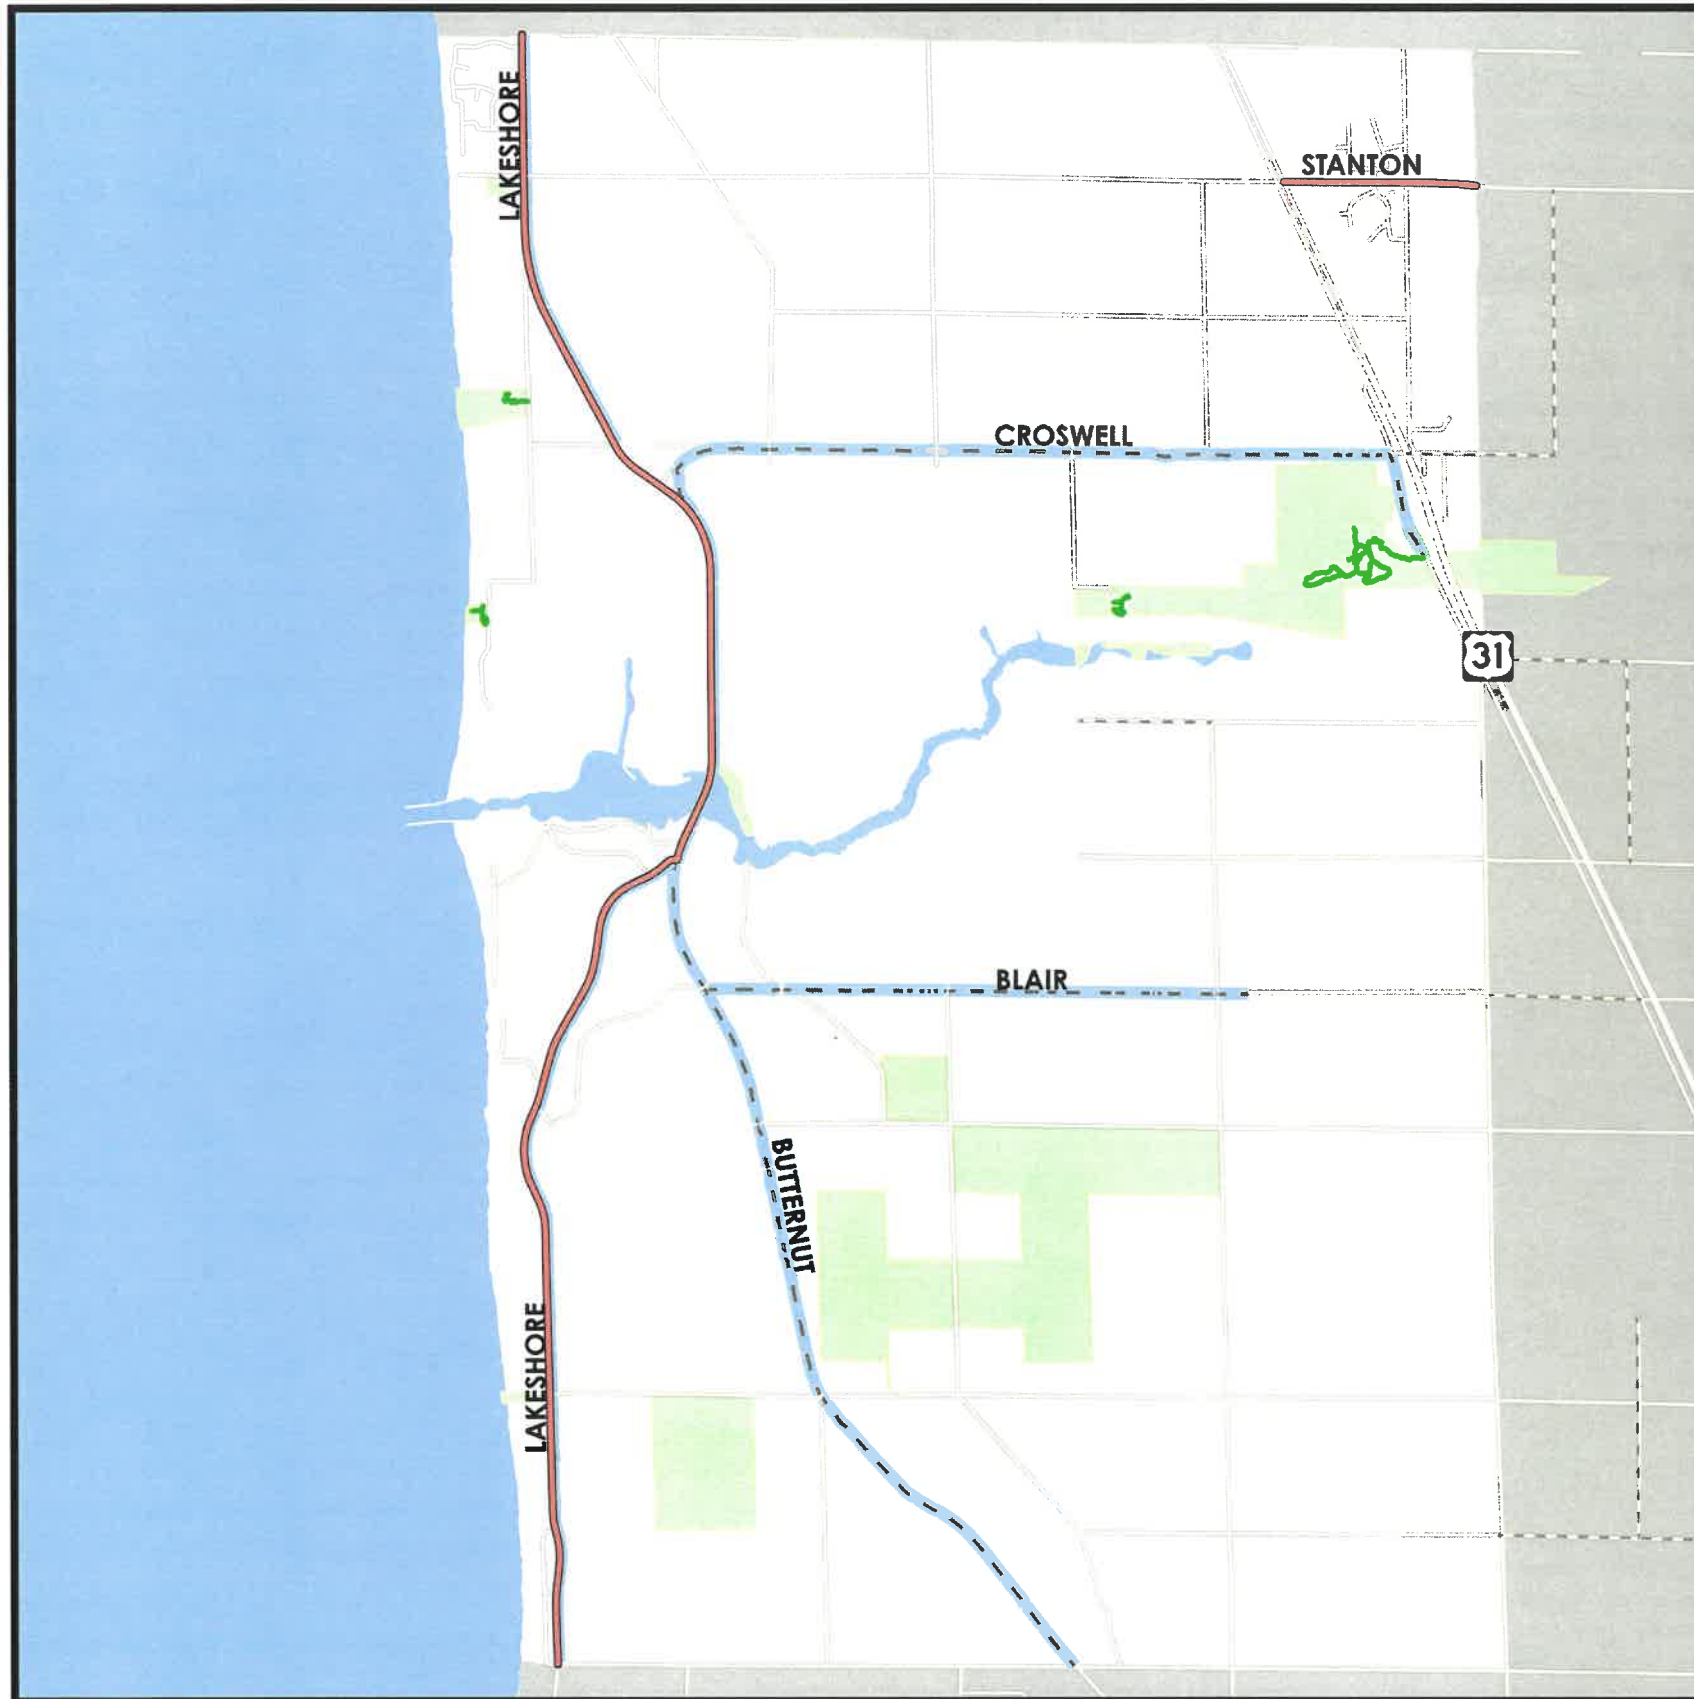 LAKESHORE
STANTON
CROSWELL
31
BLAIR
BUTTERNUT
LAKESHORE